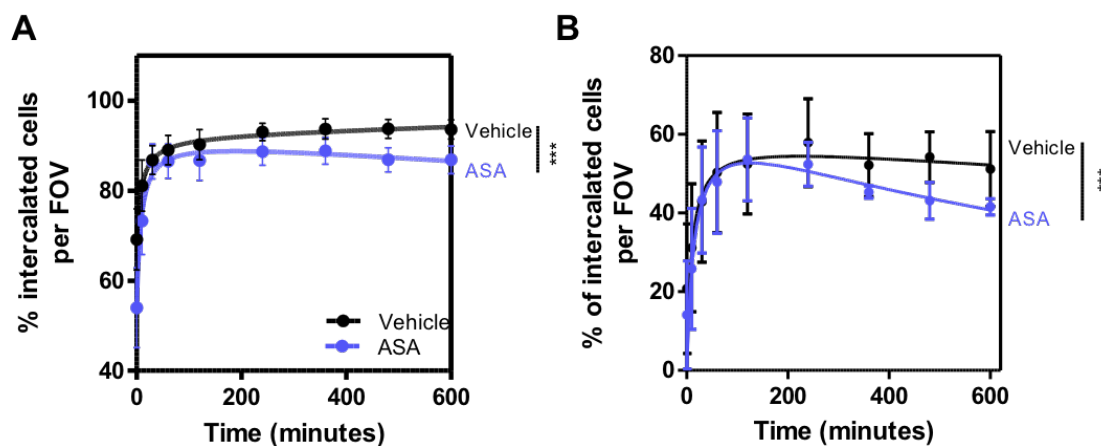 A
% intercalated cells
per FOV
100
80
60
40
0
200
400
600
Time (minutes)
Vehicle
ASA
Vehicle
ASA
***
B
% of intercalated cells
per FOV
80
60
40
20
0
0
200
400
600
Time (minutes)
Vehicle
ASA
***